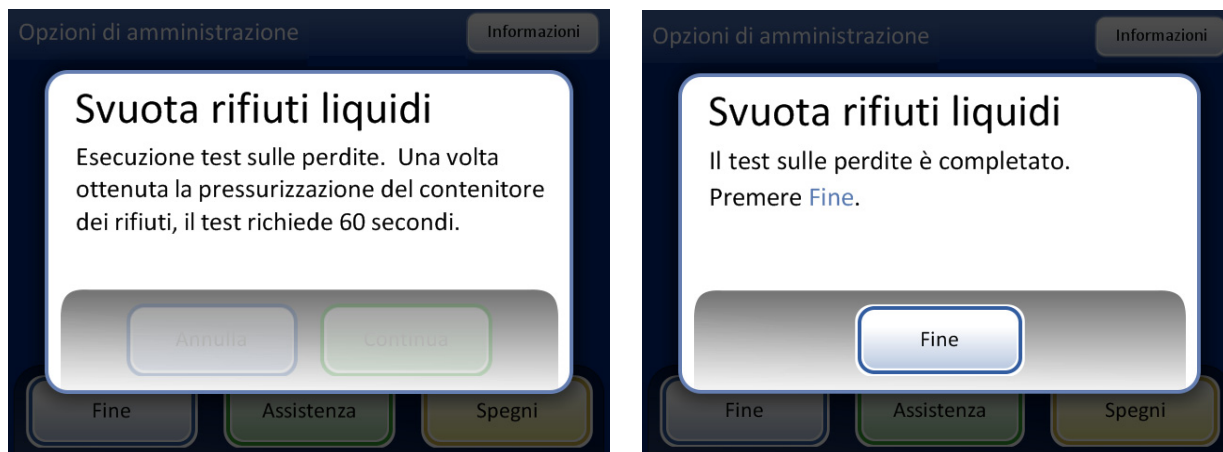 Opzioni di amministrazione
Informazioni
Svuota rifiuti liquidi
Esecuzione test sulle perdite. Una volta
ottenuta la pressurizzazione del contenitore
dei rifiuti, il test richiede 60 secondi.
Annulla
Continua
Fine
Assistenza
Spegni
Opzioni di amministrazione
Informazioni
Svuota rifiuti liquidi
Il test sulle perdite è completato.
Premere Fine.
Fine
Fine
Assistenza
Spegni